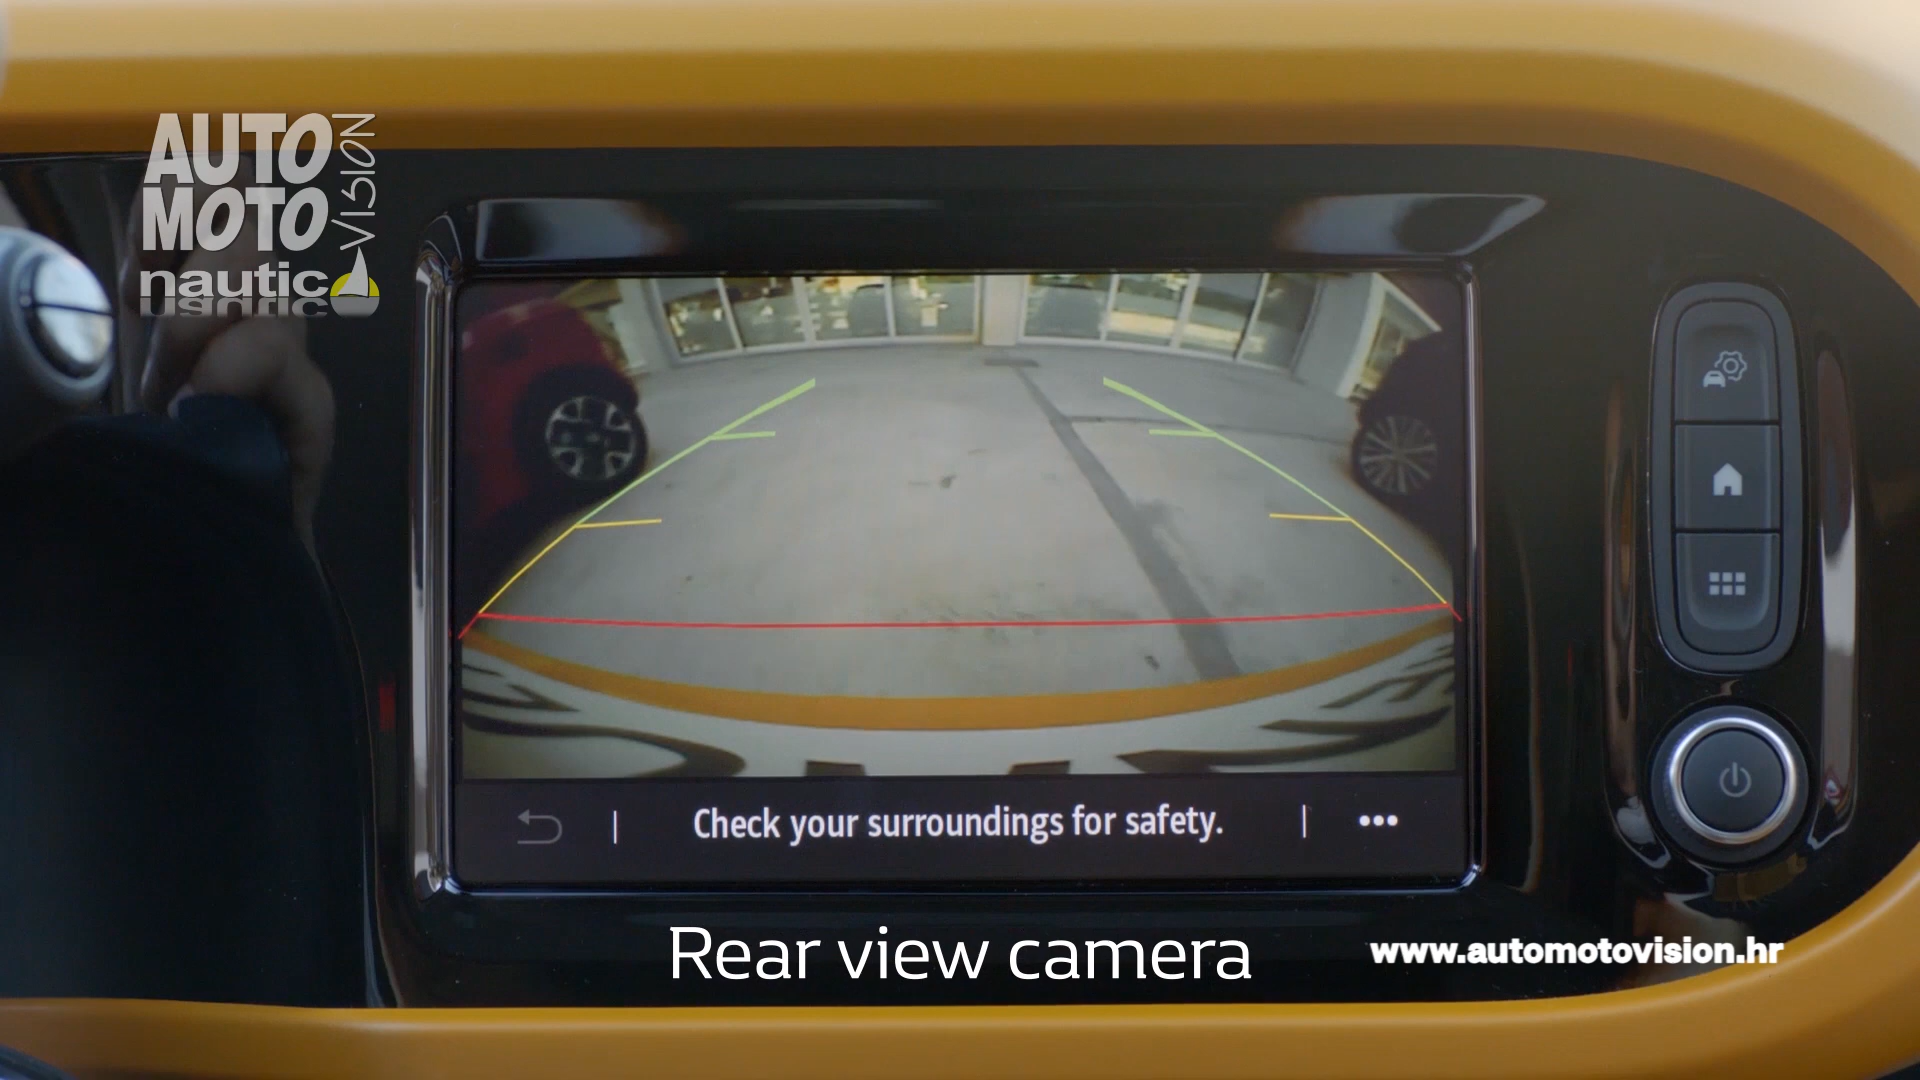 AUTO
MOTO
VISION
nautic
Check your surroundings for safety.
Rear view camera
www.automotovision.hr